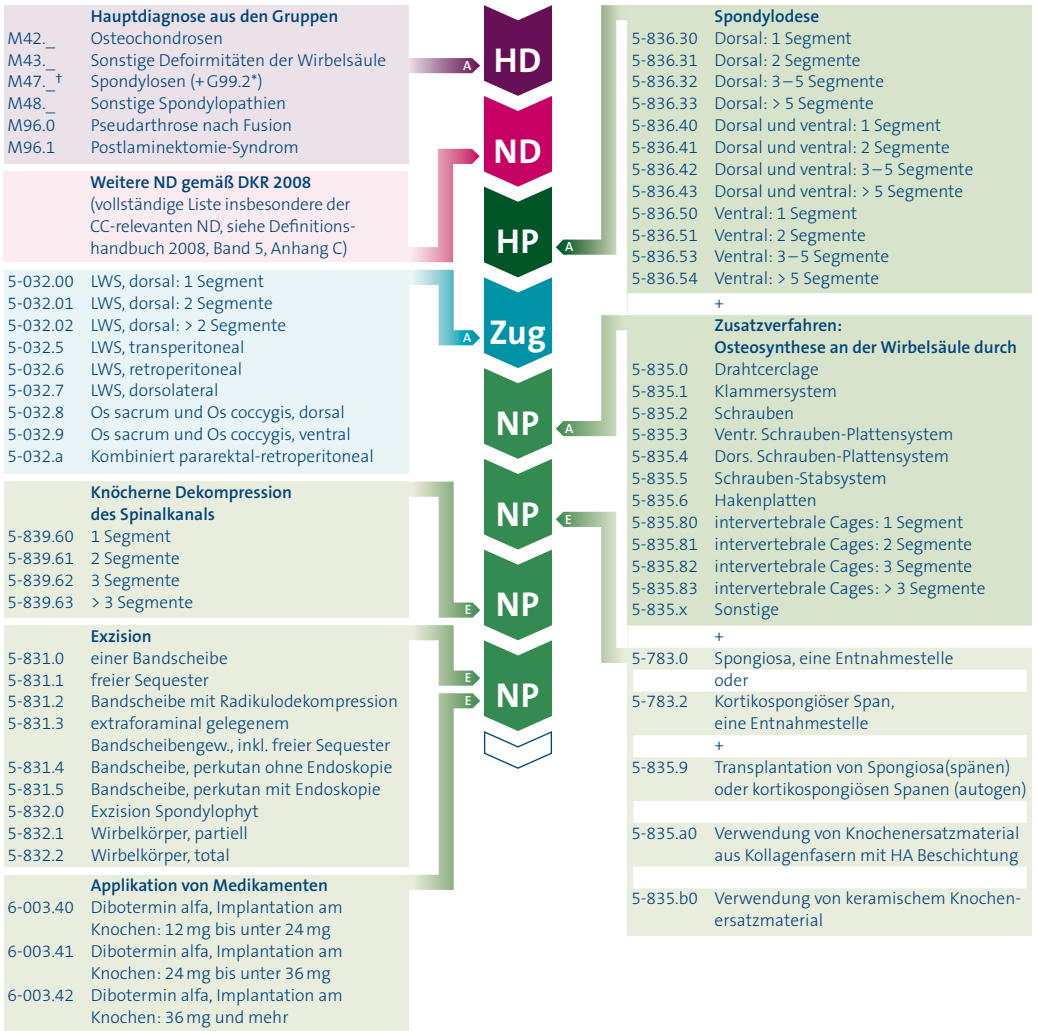 Hauptdiagnose aus den Gruppen
M42._ Osteochondrosen
M43._ Sonstige Defoirmitäten der Wirbelsäule
M47._† Spondylosen (+G99.2*)
M48._ Sonstige Spondylopathien
M96.0 Pseudarthrose nach Fusion
M96.1 Postlaminektomie-Syndrom
Weitere ND gemäß DKR 2008
(vollständige Liste insbesondere der
CC-relevanten ND, siehe Definitions-
handbuch 2008, Band 5, Anhang C)
5-032.00 LWS, dorsal: 1 Segment
5-032.01 LWS, dorsal: 2 Segmente
5-032.02 LWS, dorsal: > 2 Segmente
5-032.5 LWS, transperitoneal
5-032.6 LWS, retroperitoneal
5-032.7 LWS, dorsolateral
5-032.8 Os sacrum und Os coccygis, dorsal
5-032.9 Os sacrum und Os coccygis, ventral
5-032.a Kombiniert pararektal-retroperitoneal
Knöcherne Dekompression
des Spinalkanals
5-839.60 1 Segment
5-839.61 2 Segmente
5-839.62 3 Segmente
5-839.63 > 3 Segmente
Exzision
5-831.0 einer Bandscheibe
5-831.1 freier Sequester
5-831.2 Bandscheibe mit Radikulodekompression
5-831.3 extraforaminal gelegenem
Bandscheibengew., inkl. freier Sequester
5-831.4 Bandscheibe, perkutan ohne Endoskopie
5-831.5 Bandscheibe, perkutan mit Endoskopie
5-832.0 Exzision Spondylophyt
5-832.1 Wirbelkörper, partiell
5-832.2 Wirbelkörper, total
Applikation von Medikamenten
6-003.40 Dibotermin alfa, Implantation am
Knochen: 12 mg bis unter 24 mg
6-003.41 Dibotermin alfa, Implantation am
Knochen: 24 mg bis unter 36 mg
6-003.42 Dibotermin alfa, Implantation am
Knochen: 36 mg und mehr
A HD
ND
HP A
A Zug
NP A
NP E
E NP
E NP
E
Spondylodese
5-836.30 Dorsal: 1 Segment
5-836.31 Dorsal: 2 Segmente
5-836.32 Dorsal: 3–5 Segmente
5-836.33 Dorsal: > 5 Segmente
5-836.40 Dorsal und ventral: 1 Segment
5-836.41 Dorsal und ventral: 2 Segmente
5-836.42 Dorsal und ventral: 3–5 Segmente
5-836.43 Dorsal und ventral: > 5 Segmente
5-836.50 Ventral: 1 Segment
5-836.51 Ventral: 2 Segmente
5-836.53 Ventral: 3–5 Segmente
5-836.54 Ventral: > 5 Segmente
+
Zusatzverfahren:
Osteosynthese an der Wirbelsäule durch
5-835.0 Drahtcerclage
5-835.1 Klammersystem
5-835.2 Schrauben
5-835.3 Ventr. Schrauben-Plattensystem
5-835.4 Dors. Schrauben-Plattensystem
5-835.5 Schrauben-Stabsystem
5-835.6 Hakenplatten
5-835.80 intervertebrale Cages: 1 Segment
5-835.81 intervertebrale Cages: 2 Segmente
5-835.82 intervertebrale Cages: 3 Segmente
5-835.83 intervertebrale Cages: > 3 Segmente
5-835.x Sonstige
+
5-783.0 Spongiosa, eine Entnahmestelle
oder
5-783.2 Kortikospongiöser Span,
eine Entnahmestelle
+
5-835.9 Transplantation von Spongiosa(spänen)
oder kortikospongiösen Spanen (autogen)
5-835.a0 Verwendung von Knochenersatzmaterial
aus Kollagenfasern mit HA Beschichtung
5-835.b0 Verwendung von keramischem Knochen-
ersatzmaterial